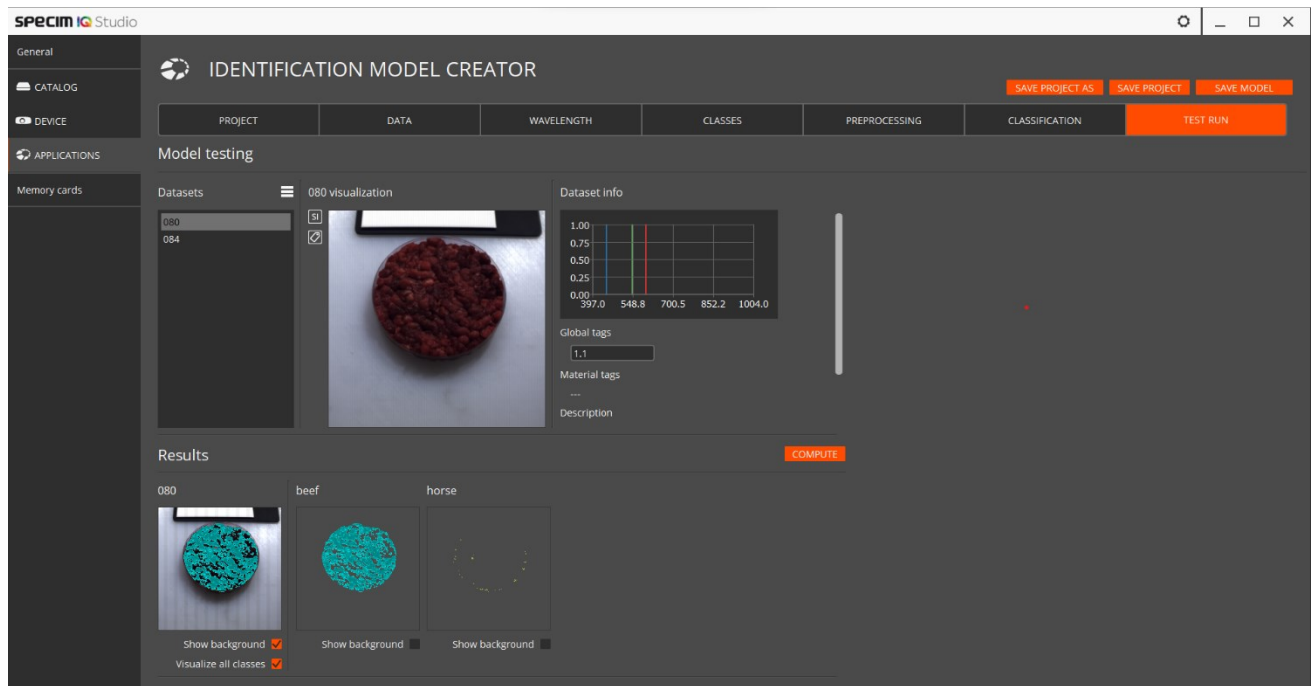 SPECIM IQ Studio
General
CATALOG
DEVICE
APPLICATIONS
Memory cards
IDENTIFICATION MODEL CREATOR
SAVE PROJECT AS SAVE PROJECT SAVE MODEL
PROJECT DATA WAVELENGTH CLASSES PREPROCESSING CLASSIFICATION TEST RUN
Model testing
Datasets
080
084
080 visualization
SI
Dataset info
1.00
0.75
0.50
0.25
0.00
397.0 548.8 700.5 852.2 1004.0
Global tags
1.1
Material tags
---
Description
Results
COMPUTE
080 beef horse
Show background Show background Show background
Visualize all classes